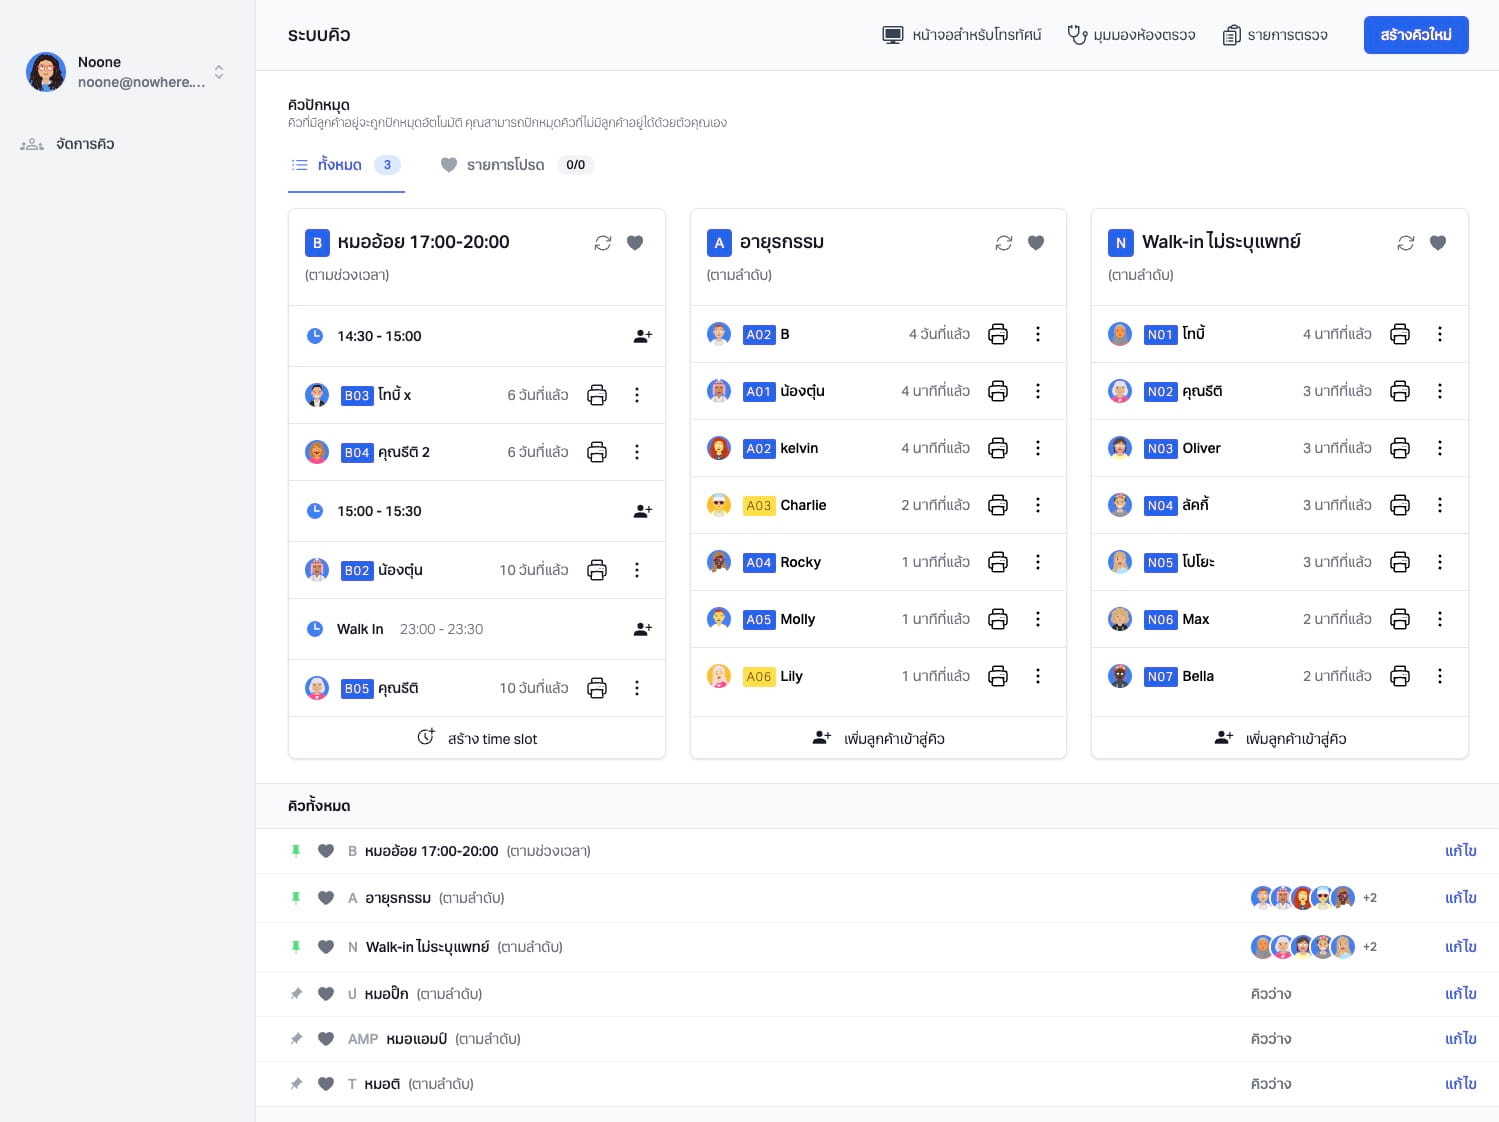 Noone
noone@nowhere....
จัดการคิว
ระบบคิว
หน้าจอสำหรับโทรทัศน์
มุมมองห้องตรวจ
รายการตรวจ
สร้างคิวใหม่
คิวปักหมุด
คิวที่มีลูกค้าอยู่จะถูกปักหมุดอัตโนมัติ คุณสามารถปักหมุดคิวที่ไม่มีลูกค้าอยู่ได้ด้วยตัวคุณเอง
ทั้งหมด 3
รายการโปรด 0/0
B หมออ้อย 17:00-20:00
(ตามช่วงเวลา)
14:30 - 15:00
B03 โทบี้ x 6 วันที่แล้ว
B04 คุณธีติ 2 6 วันที่แล้ว
15:00 - 15:30
B02 น้องตุ่น 10 วันที่แล้ว
Walk In 23:00 - 23:30
B05 คุณธีติ 10 วันที่แล้ว
สร้าง time slot
A อายุรกรรม
(ตามลำดับ)
A02 B 4 วันที่แล้ว
A01 น้องตุ่น 4 นาทีที่แล้ว
A02 kelvin 4 นาทีที่แล้ว
A03 Charlie 2 นาทีที่แล้ว
A04 Rocky 1 นาทีที่แล้ว
A05 Molly 1 นาทีที่แล้ว
A06 Lily 1 นาทีที่แล้ว
เพิ่มลูกค้าเข้าสู่คิว
N Walk-in ไม่ระบุแพทย์
(ตามลำดับ)
N01 โทบี้ 4 นาทีที่แล้ว
N02 คุณธีติ 3 นาทีที่แล้ว
N03 Oliver 3 นาทีที่แล้ว
N04 ลัคกี้ 3 นาทีที่แล้ว
N05 โปโยะ 3 นาทีที่แล้ว
N06 Max 2 นาทีที่แล้ว
N07 Bella 2 นาทีที่แล้ว
เพิ่มลูกค้าเข้าสู่คิว
คิวทั้งหมด
B หมออ้อย 17:00-20:00 (ตามช่วงเวลา) แก้ไข
A อายุรกรรม (ตามลำดับ) +2 แก้ไข
N Walk-in ไม่ระบุแพทย์ (ตามลำดับ) +2 แก้ไข
ป หมอปิ๊ก (ตามลำดับ) คิวว่าง แก้ไข
AMP หมอแอมป์ (ตามลำดับ) คิวว่าง แก้ไข
T หมอติ (ตามลำดับ) คิวว่าง แก้ไข